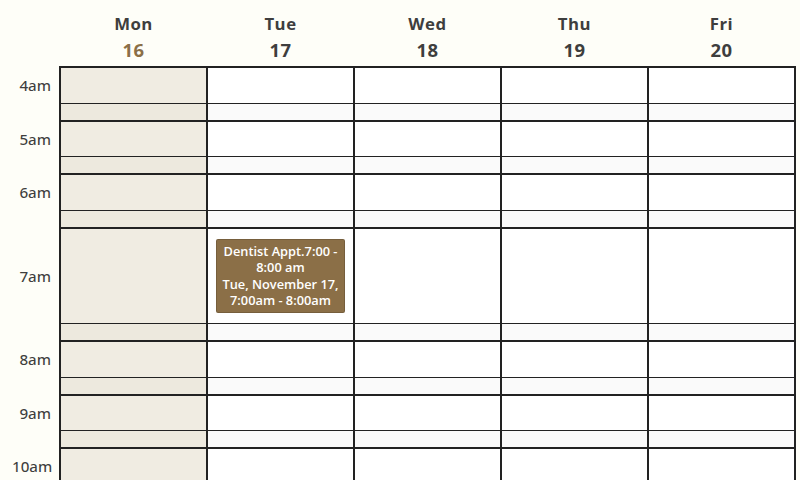 Mon Tue Wed Thu Fri
16 17 18 19 20
4am
5am
6am
7am
Dentist Appt.7:00 -
8:00 am
Tue, November 17,
7:00am - 8:00am
8am
9am
10am